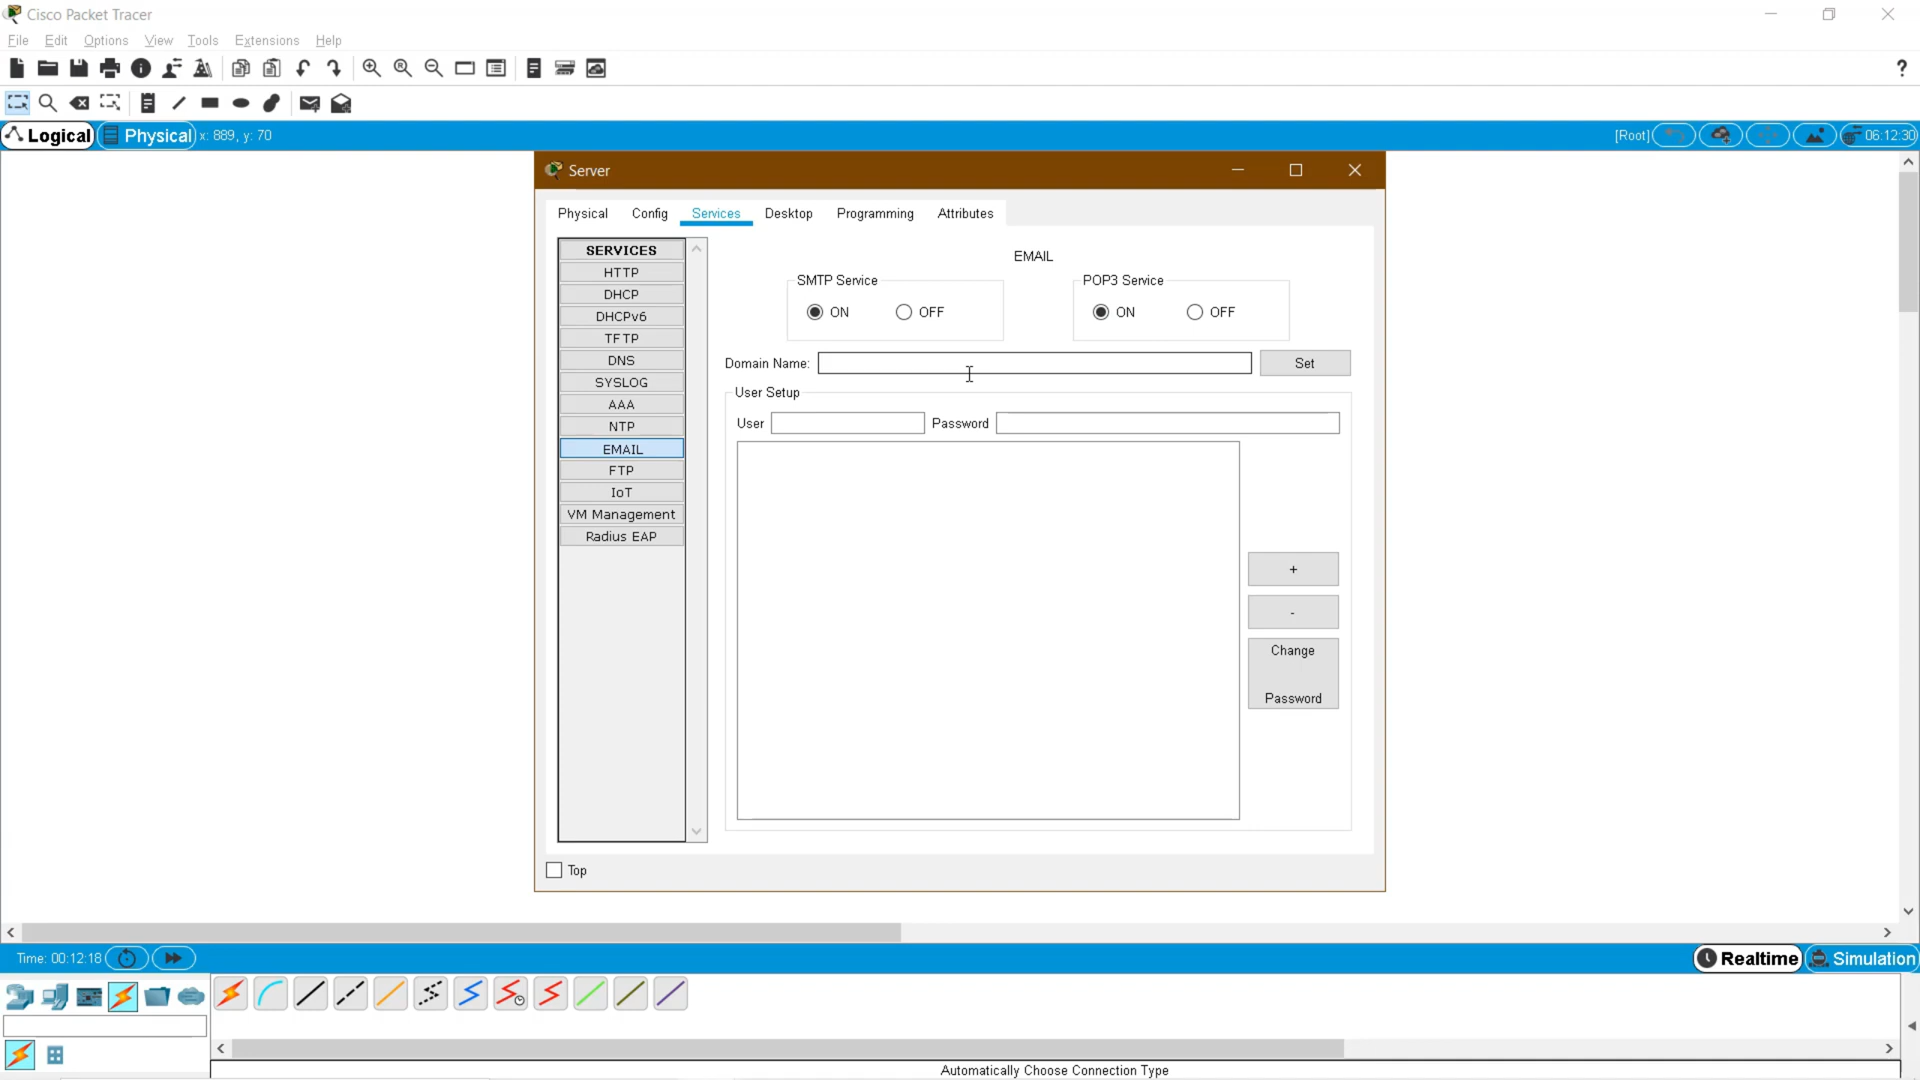 Cisco Packet Tracer
File Edit Options View Tools Extensions Help
?
Logical Physical x: 889, y: 70 [Root] 06:12:30
Server
Physical Config Services Desktop Programming Attributes
SERVICES
HTTP
DHCP
DHCPv6
TFTP
DNS
SYSLOG
AAA
NTP
EMAIL
FTP
IoT
VM Management
Radius EAP
EMAIL
SMTP Service
ON OFF
POP3 Service
ON OFF
Domain Name: Set
User Setup
User Password
+
-
Change
Password
Top
Time: 00:12:18 Realtime Simulation
Automatically Choose Connection Type